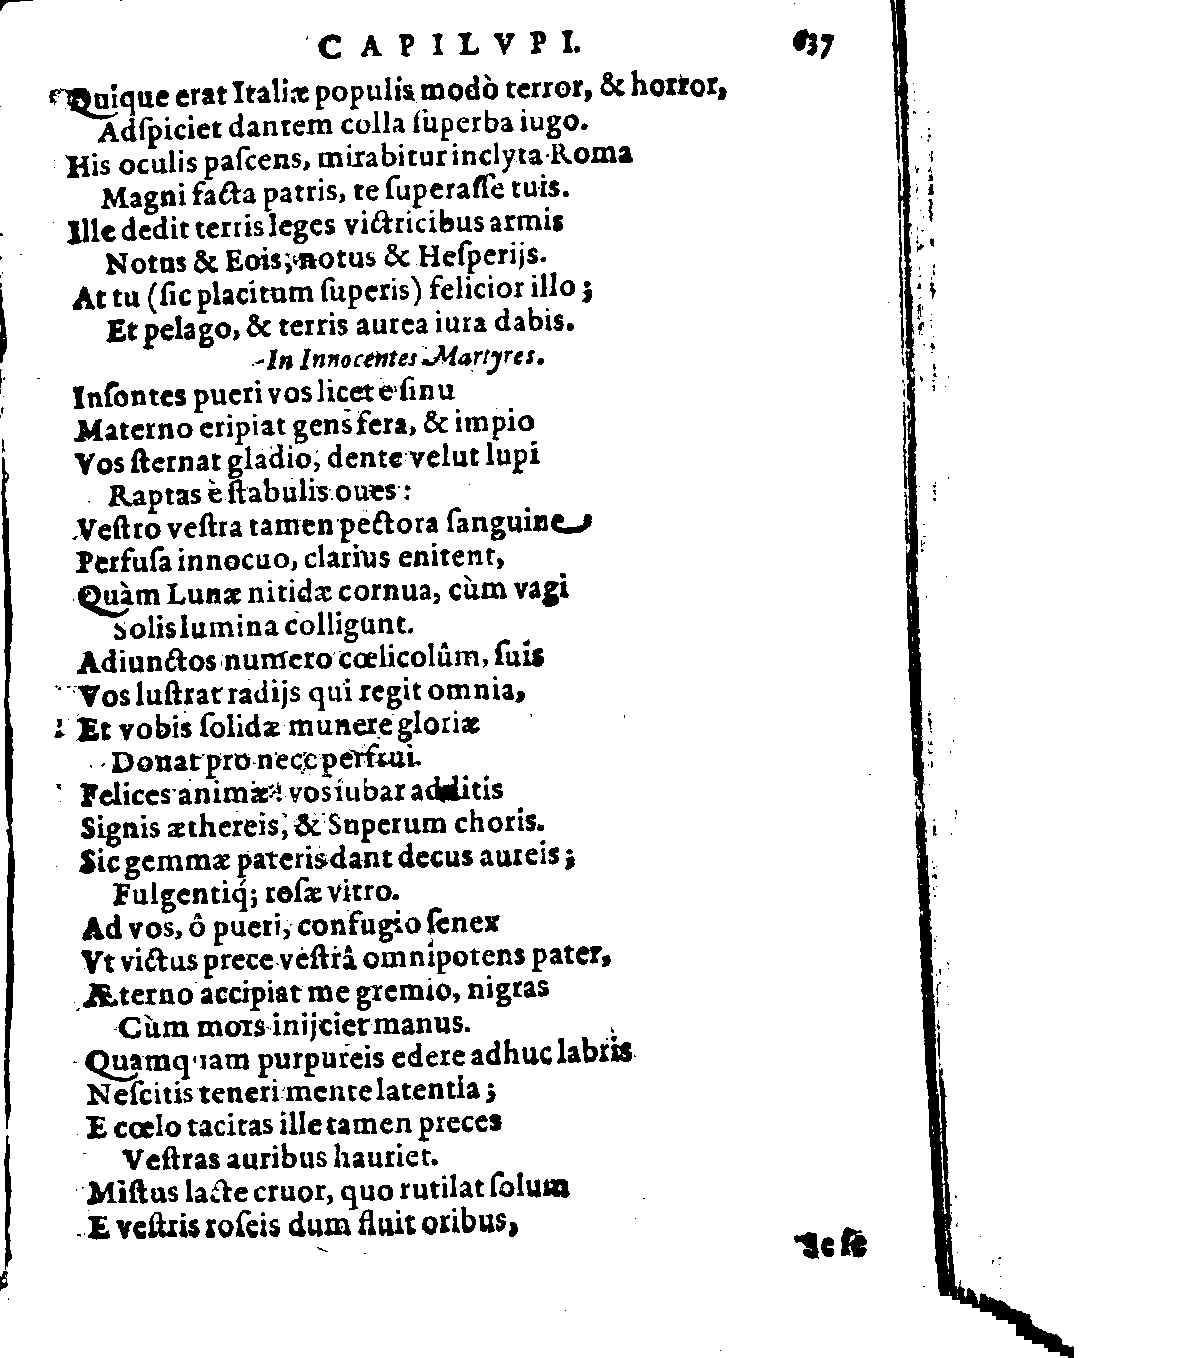 CAPILVPI. 37
Quique erat Italiæ populis modò terror, & horror,
Adſpiciet dantem colla ſuperba iugo.
His oculis paſcens, mirabitur inclyta Roma
Magni facta patris, te ſuperaſſe tuis.
Ille dedit terris leges victricibus armis
Notus & Eois; notus & Heſperijs.
At tu (ſic placitum ſuperis) felicior illo;
Et pelago, & terris aurea iura dabis.
In Innocentes Martyres.
Inſontes pueri vos licet è ſinu
Materno eripiat gens fera, & impio
Vos ſternat gladio, dente velut lupi
Raptas è ſtabulis oues:
Veſtro veſtra tamen pectora ſanguine
Perfuſa innocuo, clarius enitent,
Quàm Lunæ nitidæ cornua, cùm vagi
Solis lumina colligunt.
Adiunctos numero cœlicolûm, ſuis
Vos luſtrat radijs qui regit omnia,
Et vobis ſolidæ munere gloriæ
Donat pro nece perfrui.
Felices animæ! vos iubar additis
Signis æthereis, & Superum choris.
Sic gemmæ pateris dant decus aureis;
Fulgentiq́; roſæ vitro.
Ad vos, ô pueri, confugio ſenex
Vt victus prece veſtrâ omnipotens pater,
Æterno accipiat me gremio, nigras
Cùm mors inijciet manus.
Quamquam purpureis edere adhuc labris
Neſcitis teneri mente latentia;
E cœlo tacitas ille tamen preces
Veſtras auribus hauriet.
Miſtus lacte cruor, quo rutilat ſolum
E veſtris roſeis dum fluit oribus,